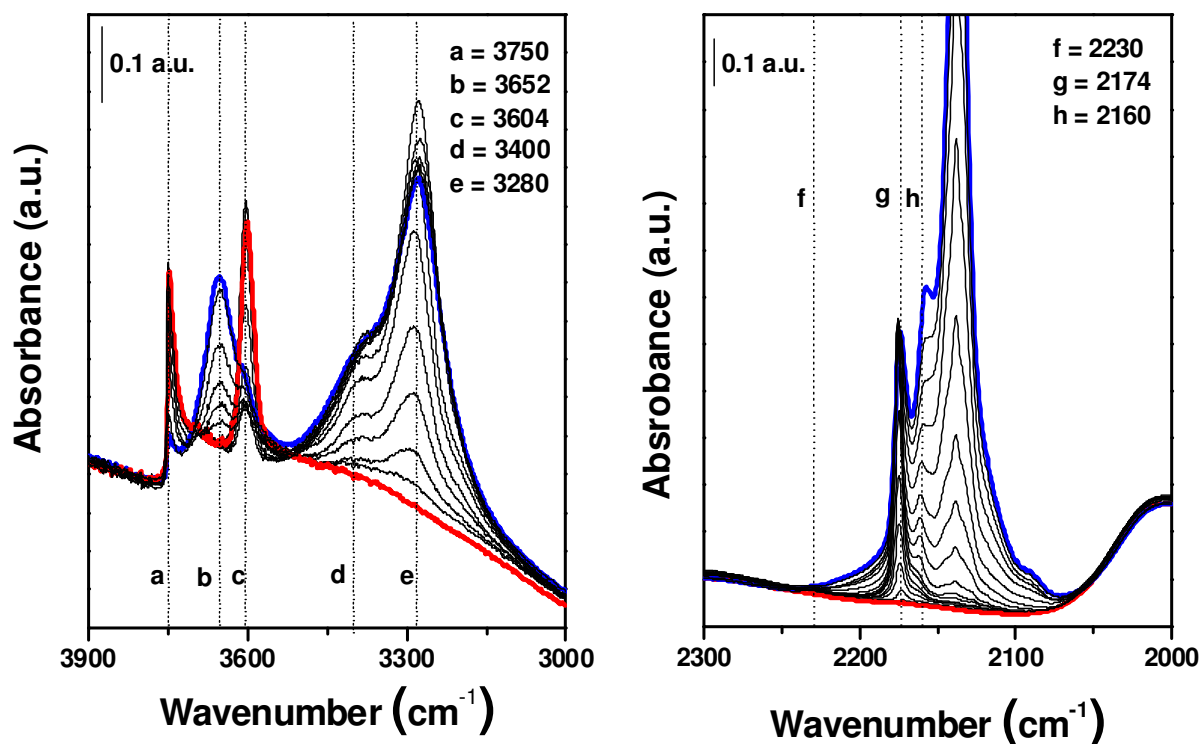 0.1 a.u.
a = 3750
b = 3652
c = 3604
d = 3400
e = 3280
a
b
c
d
e
3900
3600
3300
3000
Wavenumber (cm-1)
Absorbance (a.u.)
0.1 a.u.
f = 2230
g = 2174
h = 2160
f
g
h
2300
2200
2100
2000
Wavenumber (cm-1)
Absrobance (a.u.)